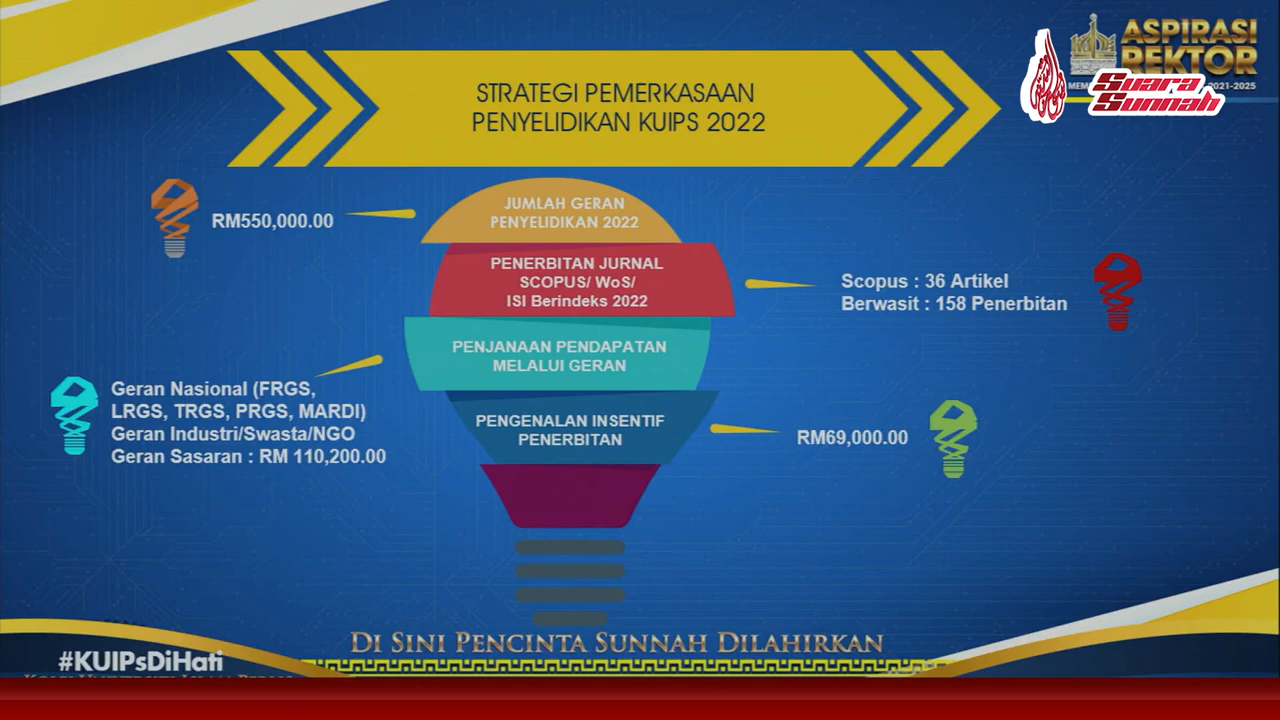 ASPIRASI
REKTOR
2021-2025
Suara
Sunnah
STRATEGI PEMERKASAAN
PENYELIDIKAN KUIPS 2022
RM550,000.00
JUMLAH GERAN
PENYELIDIKAN 2022
PENERBITAN JURNAL
SCOPUS/ WoS/
ISI Berindeks 2022
Scopus : 36 Artikel
Berwasit : 158 Penerbitan
PENJANAAN PENDAPATAN
MELALUI GERAN
Geran Nasional (FRGS,
LRGS, TRGS, PRGS, MARDI)
Geran Industri/Swasta/NGO
Geran Sasaran : RM 110,200.00
PENGENALAN INSENTIF
PENERBITAN
RM69,000.00
DI SINI PENCINTA SUNNAH DILAHIRKAN
#KUIPsDiHati